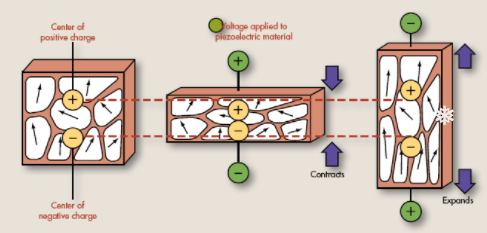 Center of
positive charge
Voltage applied to
piezoelectric material
+
−
+
−
+
−
+
−
+
−
+
−
Contracts
Expands
Center of
negative charge